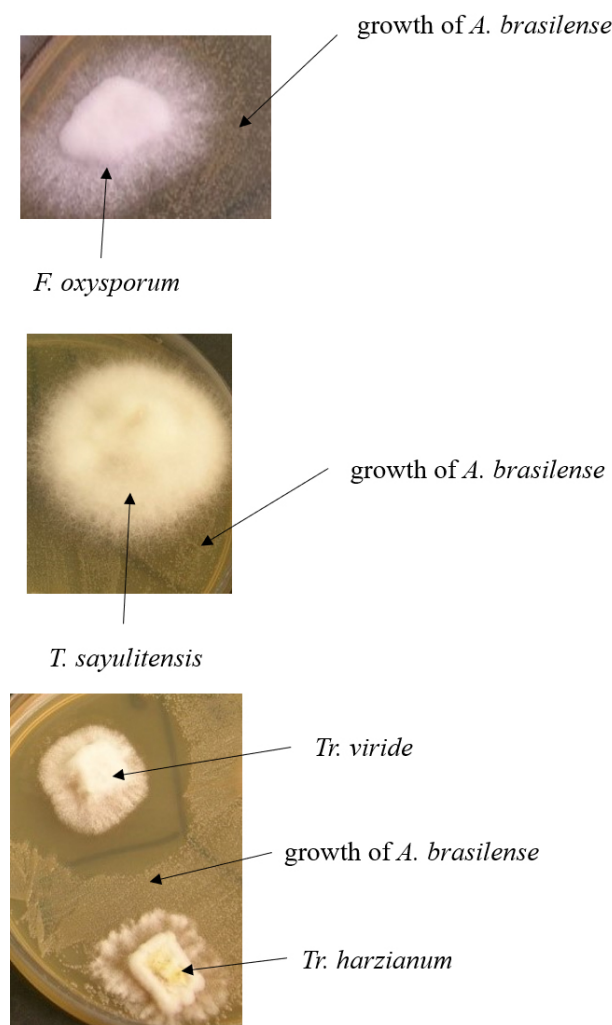 growth of A. brasilense
F. oxysporum
growth of A. brasilense
T. sayulitensis
Tr. viride
growth of A. brasilense
Tr. harzianum